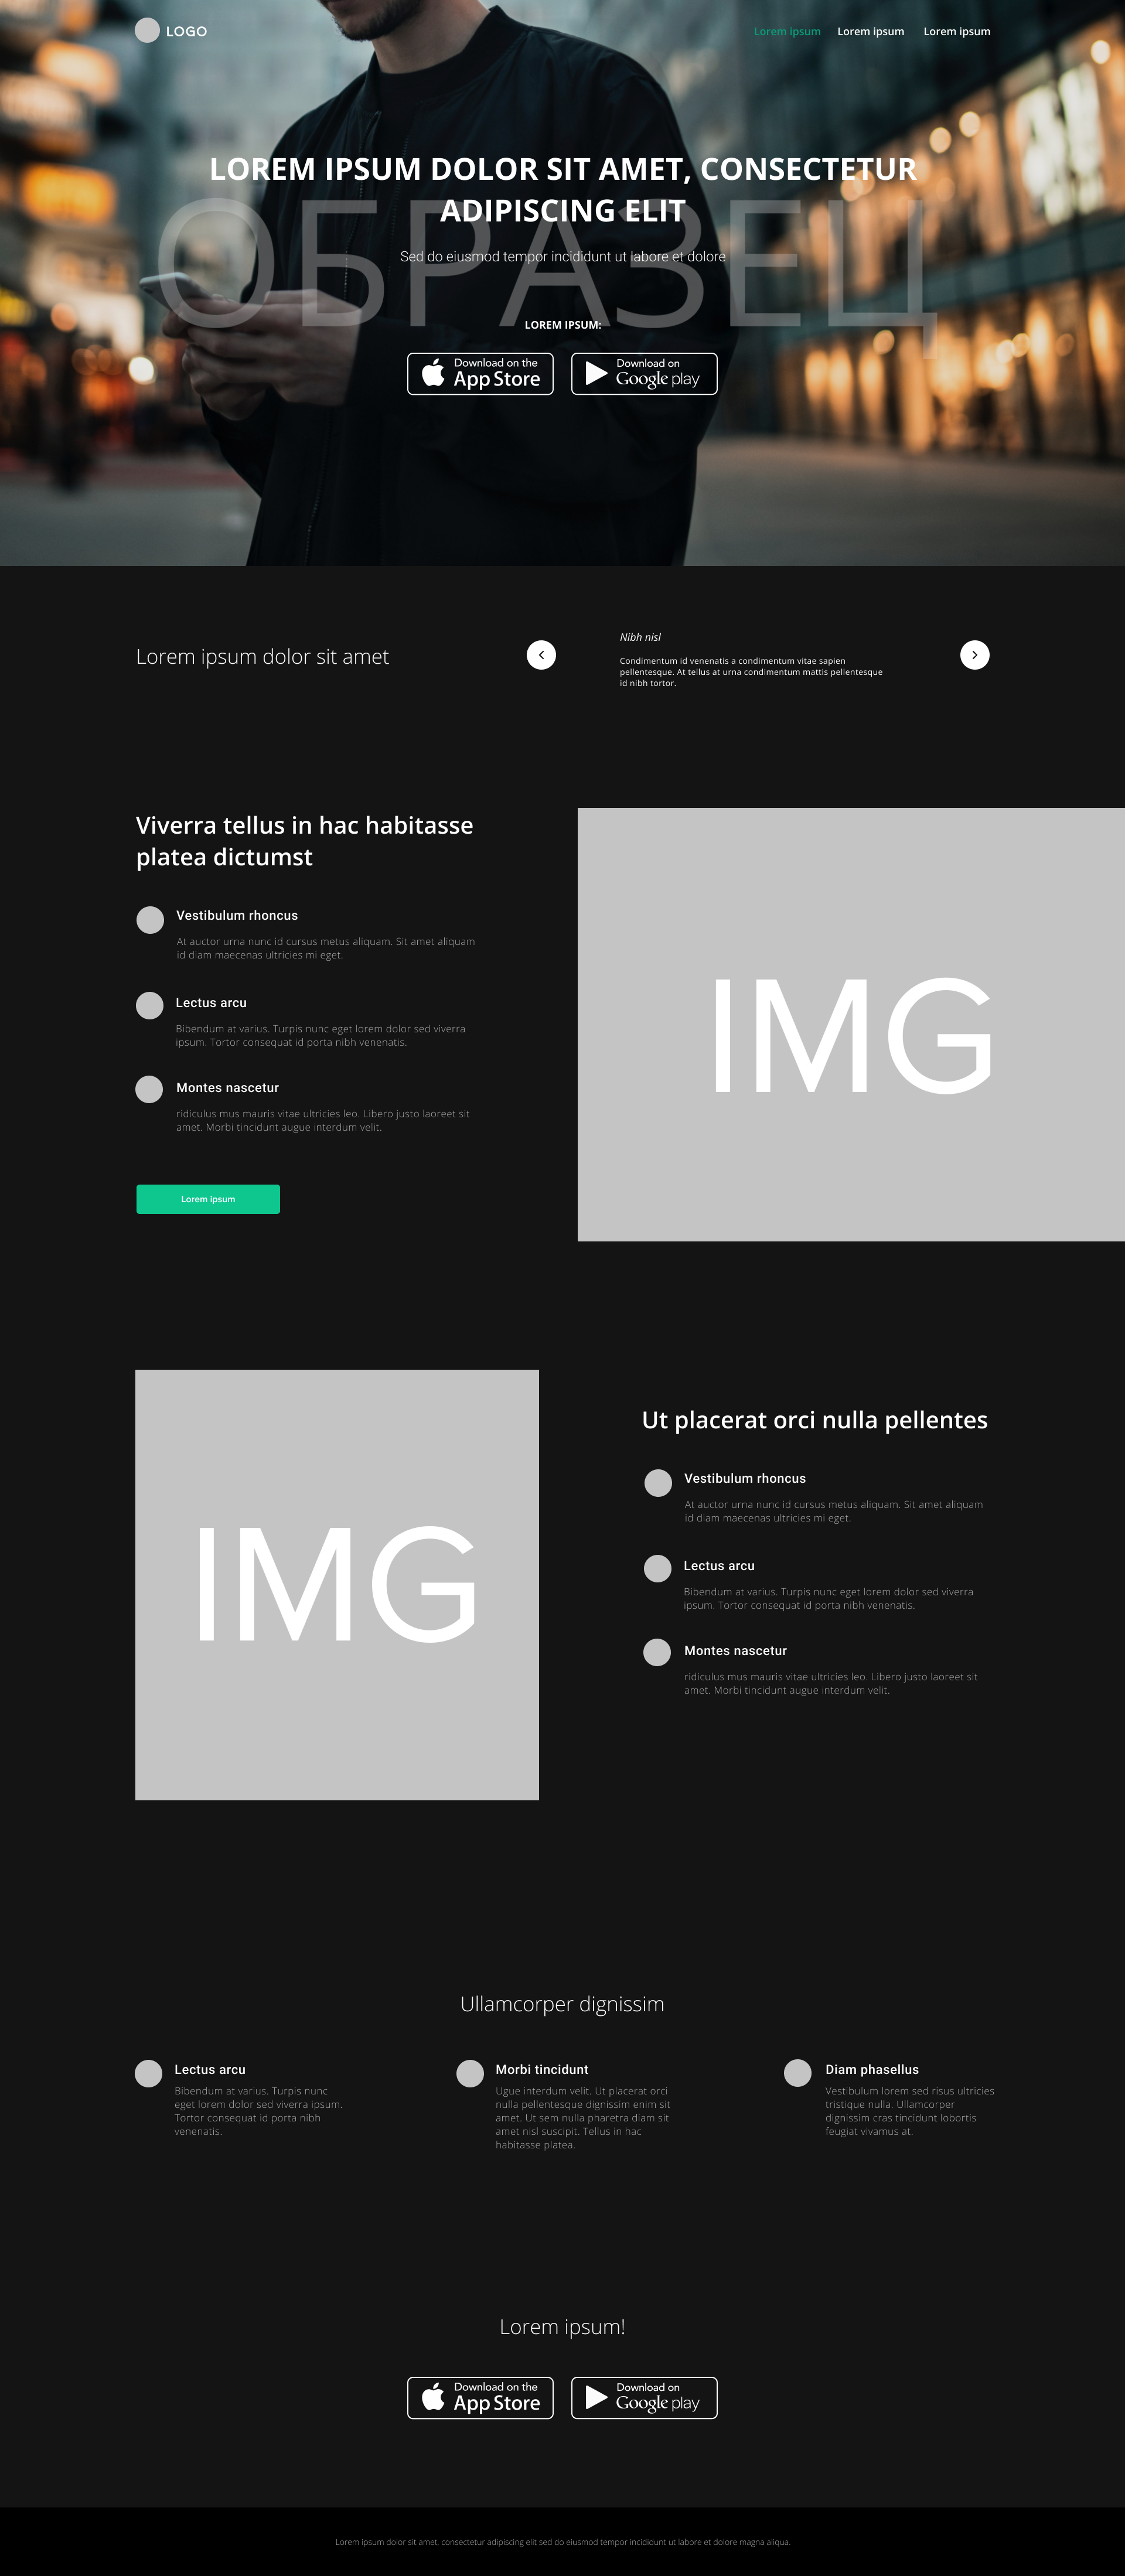 LOGO
Lorem ipsum
Lorem ipsum
Lorem ipsum
LOREM IPSUM DOLOR SIT AMET, CONSECTETUR
ADIPISCING ELIT
ОБРАЗЕЦ
Sed do eiusmod tempor incididunt ut labore et dolore
LOREM IPSUM:
Download on the
App Store
Download on
Google play
Lorem ipsum dolor sit amet
Nibh nisl
Condimentum id venenatis a condimentum vitae sapien
pellentesque. At tellus at urna condimentum mattis pellentesque
id nibh tortor.
Viverra tellus in hac habitasse
platea dictumst
Vestibulum rhoncus
At auctor urna nunc id cursus metus aliquam. Sit amet aliquam
id diam maecenas ultricies mi eget.
Lectus arcu
Bibendum at varius. Turpis nunc eget lorem dolor sed viverra
ipsum. Tortor consequat id porta nibh venenatis.
Montes nascetur
ridiculus mus mauris vitae ultricies leo. Libero justo laoreet sit
amet. Morbi tincidunt augue interdum velit.
Lorem ipsum
IMG
IMG
Ut placerat orci nulla pellentes
Vestibulum rhoncus
At auctor urna nunc id cursus metus aliquam. Sit amet aliquam
id diam maecenas ultricies mi eget.
Lectus arcu
Bibendum at varius. Turpis nunc eget lorem dolor sed viverra
ipsum. Tortor consequat id porta nibh venenatis.
Montes nascetur
ridiculus mus mauris vitae ultricies leo. Libero justo laoreet sit
amet. Morbi tincidunt augue interdum velit.
Ullamcorper dignissim
Lectus arcu
Bibendum at varius. Turpis nunc
eget lorem dolor sed viverra ipsum.
Tortor consequat id porta nibh
venenatis.
Morbi tincidunt
Ugue interdum velit. Ut placerat orci
nulla pellentesque dignissim enim sit
amet. Ut sem nulla pharetra diam sit
amet nisl suscipit. Tellus in hac
habitasse platea.
Diam phasellus
Vestibulum lorem sed risus ultricies
tristique nulla. Ullamcorper
dignissim cras tincidunt lobortis
feugiat vivamus at.
Lorem ipsum!
Download on the
App Store
Download on
Google play
Lorem ipsum dolor sit amet, consectetur adipiscing elit sed do eiusmod tempor incididunt ut labore et dolore magna aliqua.